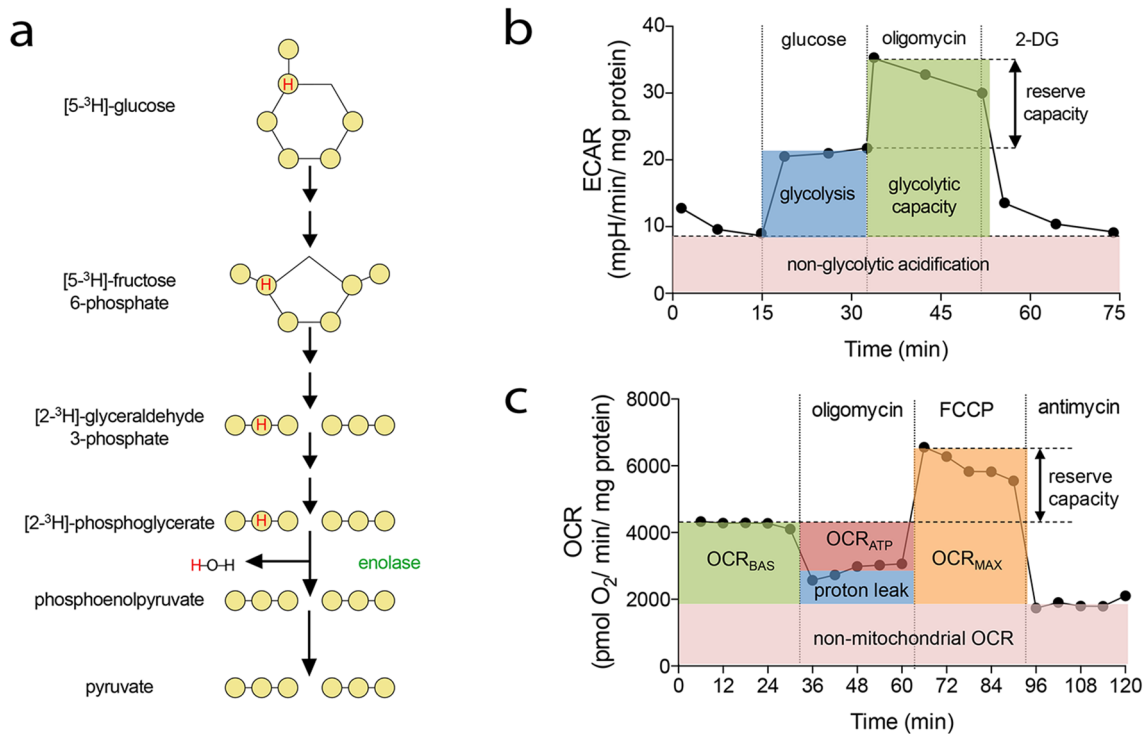 a
[5-³H]-glucose
H
[5-³H]-fructose
6-phosphate
H
[2-³H]-glyceraldehyde
3-phosphate
H
[2-³H]-phosphoglycerate
H
H-O-H
enolase
phosphoenolpyruvate
pyruvate
b
glucose
oligomycin
2-DG
40
30
20
10
0
ECAR
(mpH/min/ mg protein)
reserve
capacity
glycolysis
glycolytic
capacity
non-glycolytic acidification
0
15
30
45
60
75
Time (min)
c
oligomycin
FCCP
antimycin
8000
6000
4000
2000
0
OCR
(pmol O₂/ min/ mg protein)
reserve
capacity
OCR_BAS
OCR_ATP
OCR_MAX
proton leak
non-mitochondrial OCR
0
12
24
36
48
60
72
84
96
108
120
Time (min)